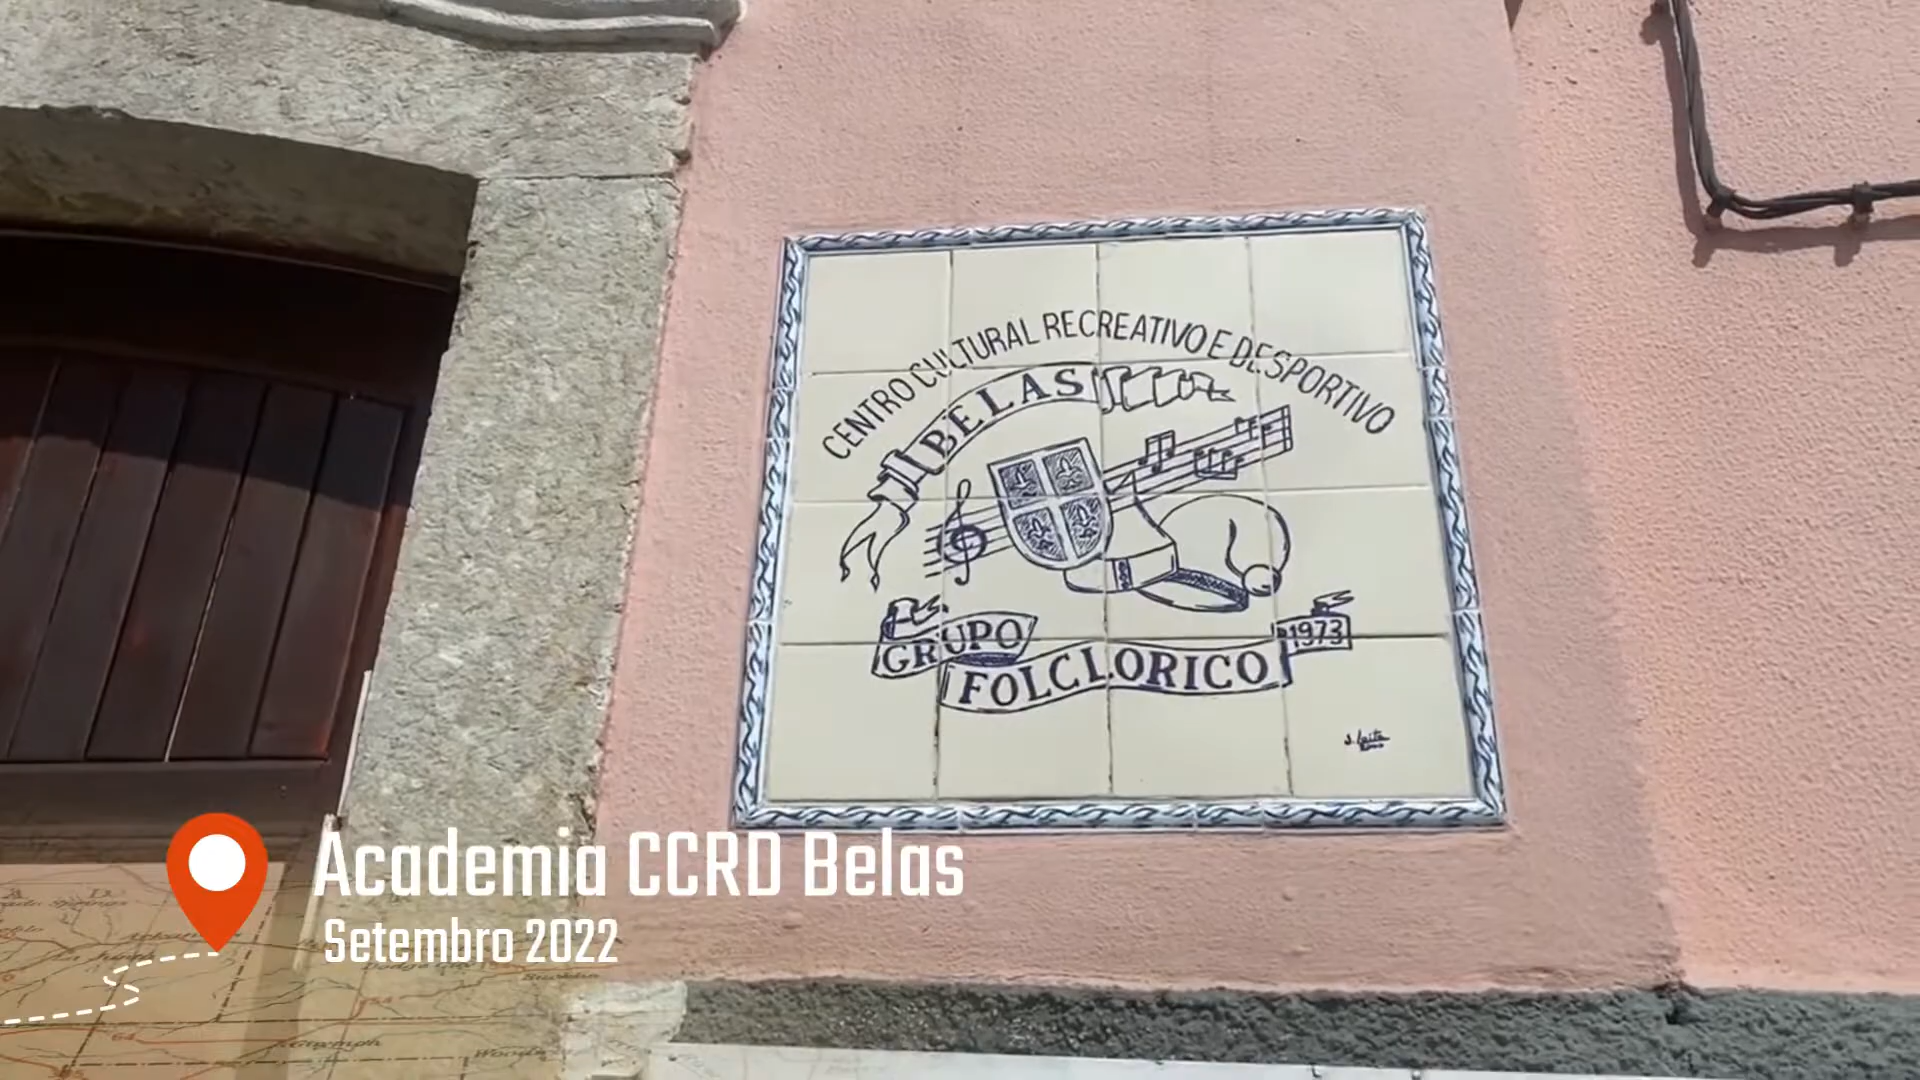 CENTRO CULTURAL RECREATIVO E DESPORTIVO
BELAS
GRUPO
FOLCLORICO
1973
Academia CCRD Belas
Setembro 2022